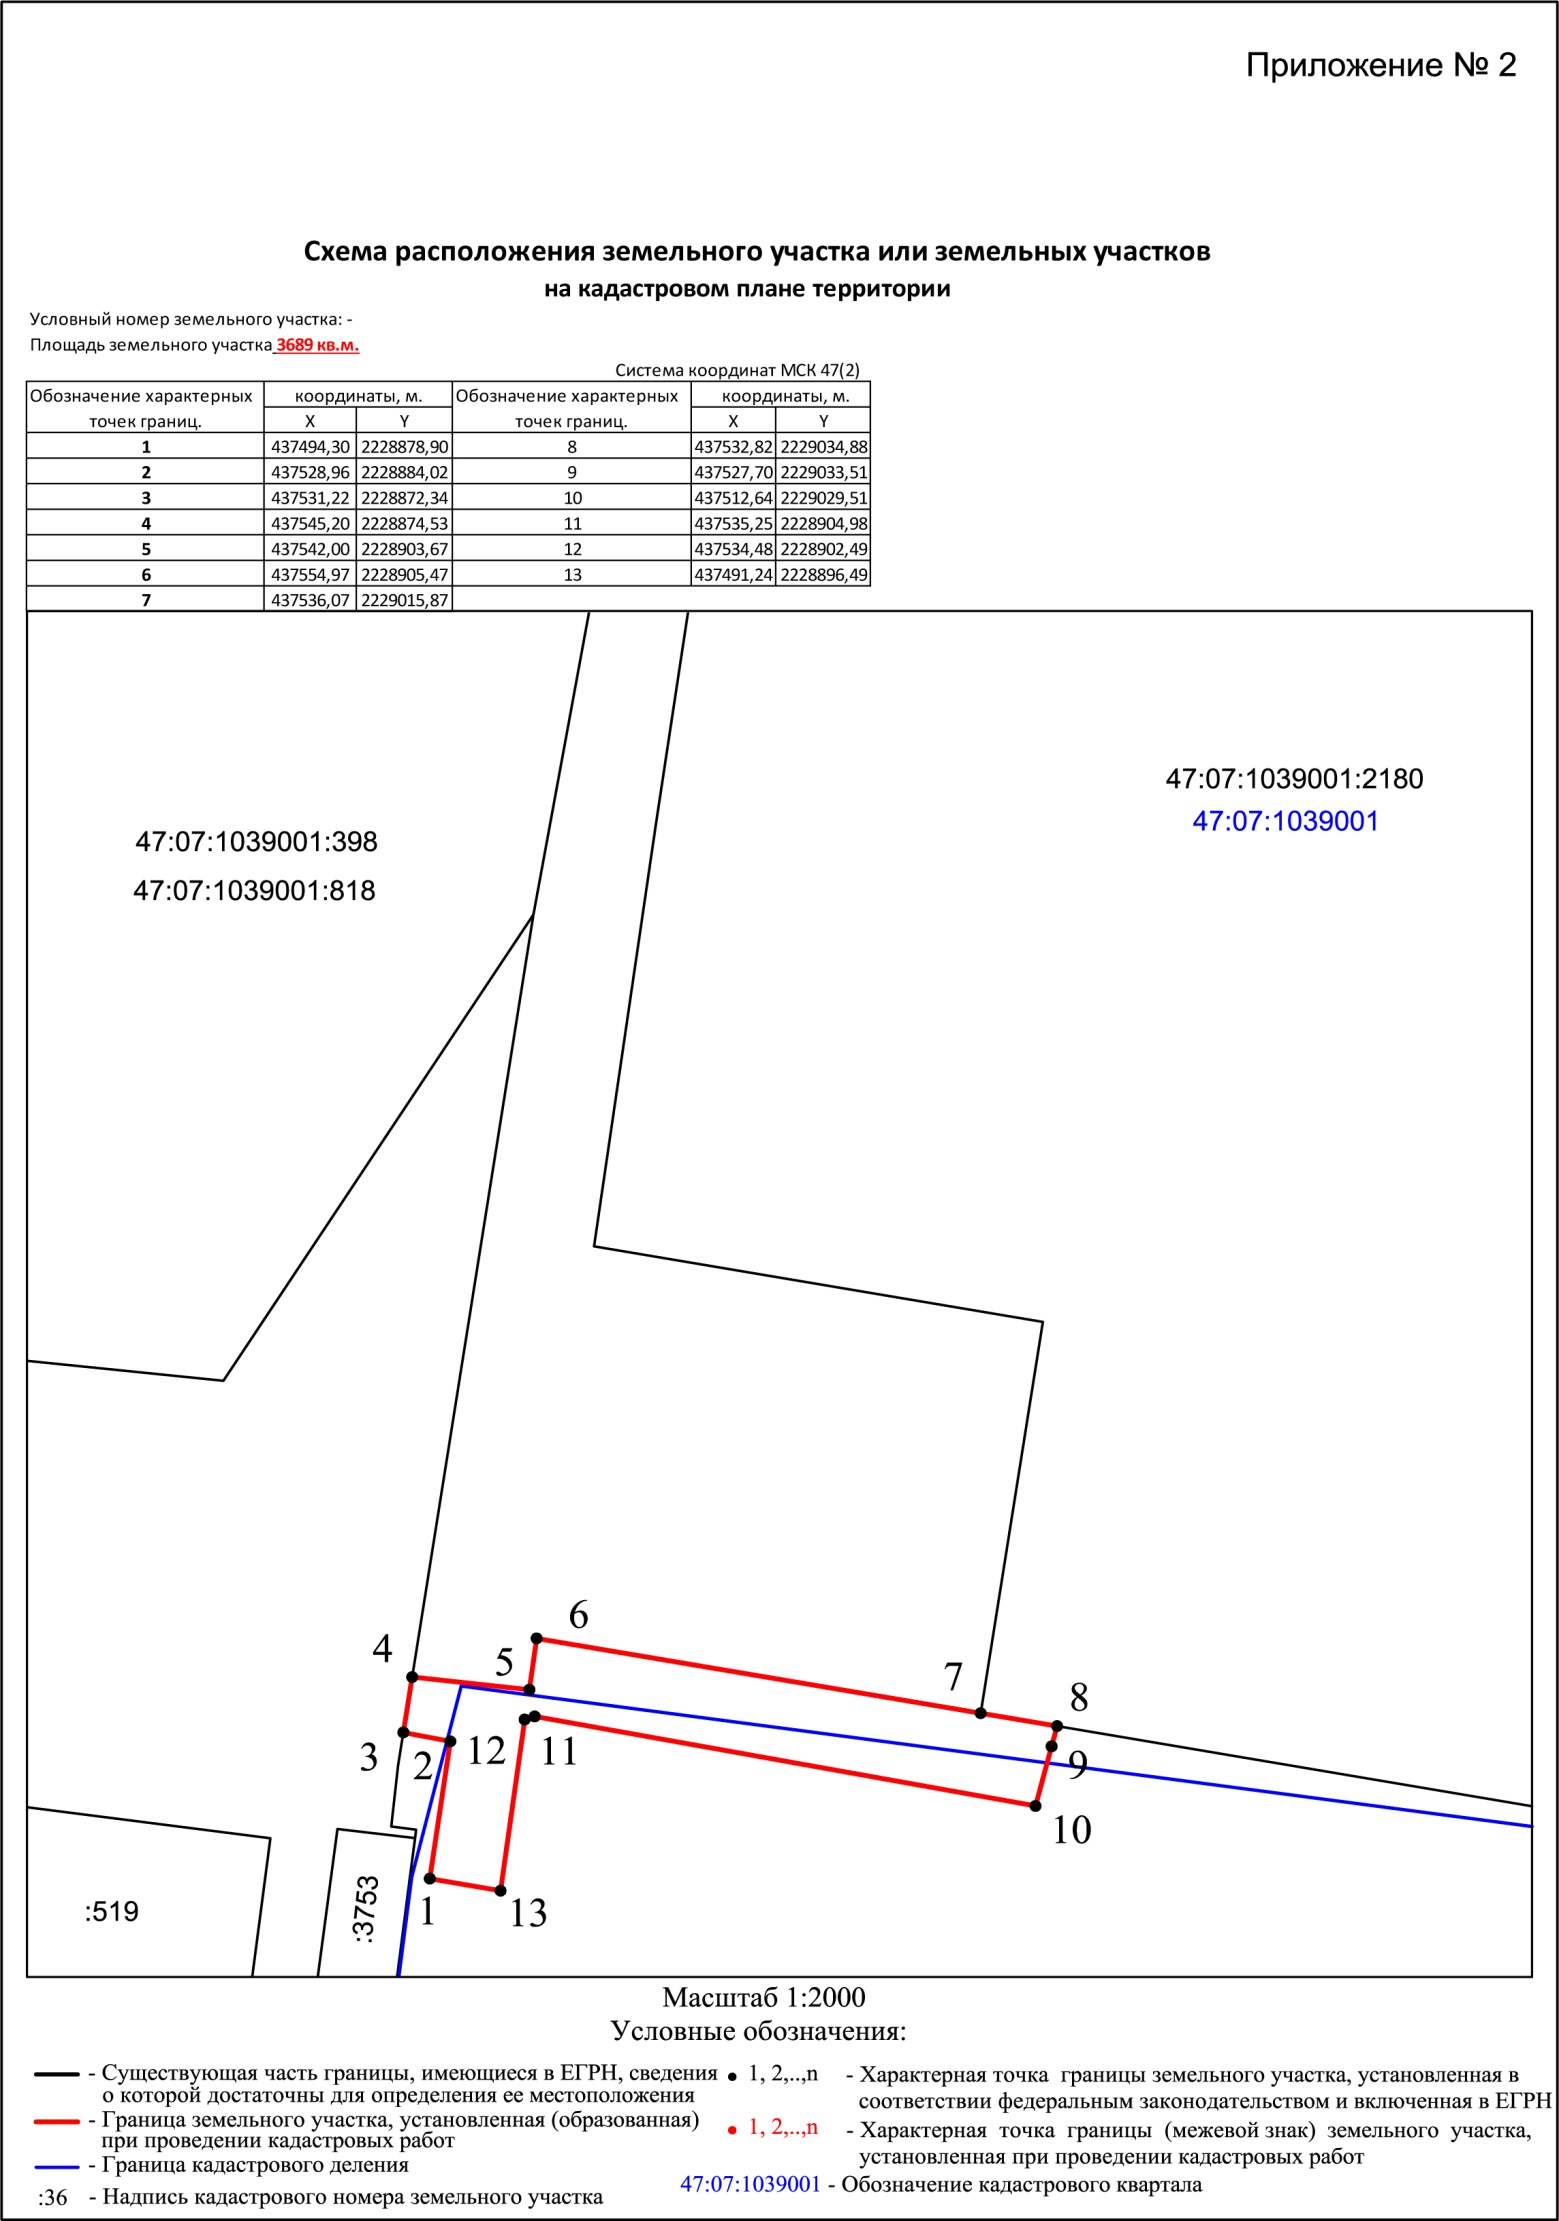 Приложение № 2
Схема расположения земельного участка или земельных участков
на кадастровом плане территории
Условный номер земельного участка: -
Площадь земельного участка 3689 кв.м.
Система координат МСК 47(2)
Обозначение характерных точек границ. координаты, м. Обозначение характерных точек границ. координаты, м.
X Y X Y
1 437494,30 2228878,90 8 437532,82 2229034,88
2 437528,96 2228884,02 9 437527,70 2229033,51
3 437531,22 2228872,34 10 437512,64 2229029,51
4 437545,20 2228874,53 11 437535,25 2228904,98
5 437542,00 2228903,67 12 437534,48 2228902,49
6 437554,97 2228905,47 13 437491,24 2228896,49
7 437536,07 2229015,87
47:07:1039001:2180
47:07:1039001
47:07:1039001:398
47:07:1039001:818
6
4
5
7
8
3
2
12
11
9
10
1
13
:519
:3753
Масштаб 1:2000
Условные обозначения:
- Существующая часть границы, имеющиеся в ЕГРН, сведения
о которой достаточны для определения ее местоположения
- Граница земельного участка, установленная (образованная)
при проведении кадастровых работ
- Граница кадастрового деления
:36 - Надпись кадастрового номера земельного участка
1, 2,..,n - Характерная точка границы земельного участка, установленная в
соответствии федеральным законодательством и включенная в ЕГРН
1, 2,..,n - Характерная точка границы (межевой знак) земельного участка,
установленная при проведении кадастровых работ
47:07:1039001 - Обозначение кадастрового квартала